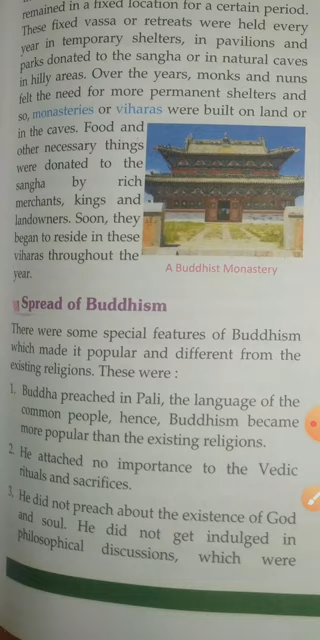 remained in a fixed location for a certain period.
These fixed vassa or retreats were held every
year in temporary shelters, in pavilions and
parks donated to the sangha or in natural caves
in hilly areas. Over the years, monks and nuns
felt the need for more permanent shelters and
so, monasteries or viharas were built on land or
in the caves. Food and
other necessary things
were donated to the
sangha by rich
merchants, kings and
landowners. Soon, they
began to reside in these
viharas throughout the
year.
A Buddhist Monastery
Spread of Buddhism
There were some special features of Buddhism
which made it popular and different from the
existing religions. These were :
1. Buddha preached in Pali, the language of the
common people, hence, Buddhism became
more popular than the existing religions.
2. He attached no importance to the Vedic
rituals and sacrifices.
3. He did not preach about the existence of God
and soul. He did not get indulged in
philosophical discussions, which were